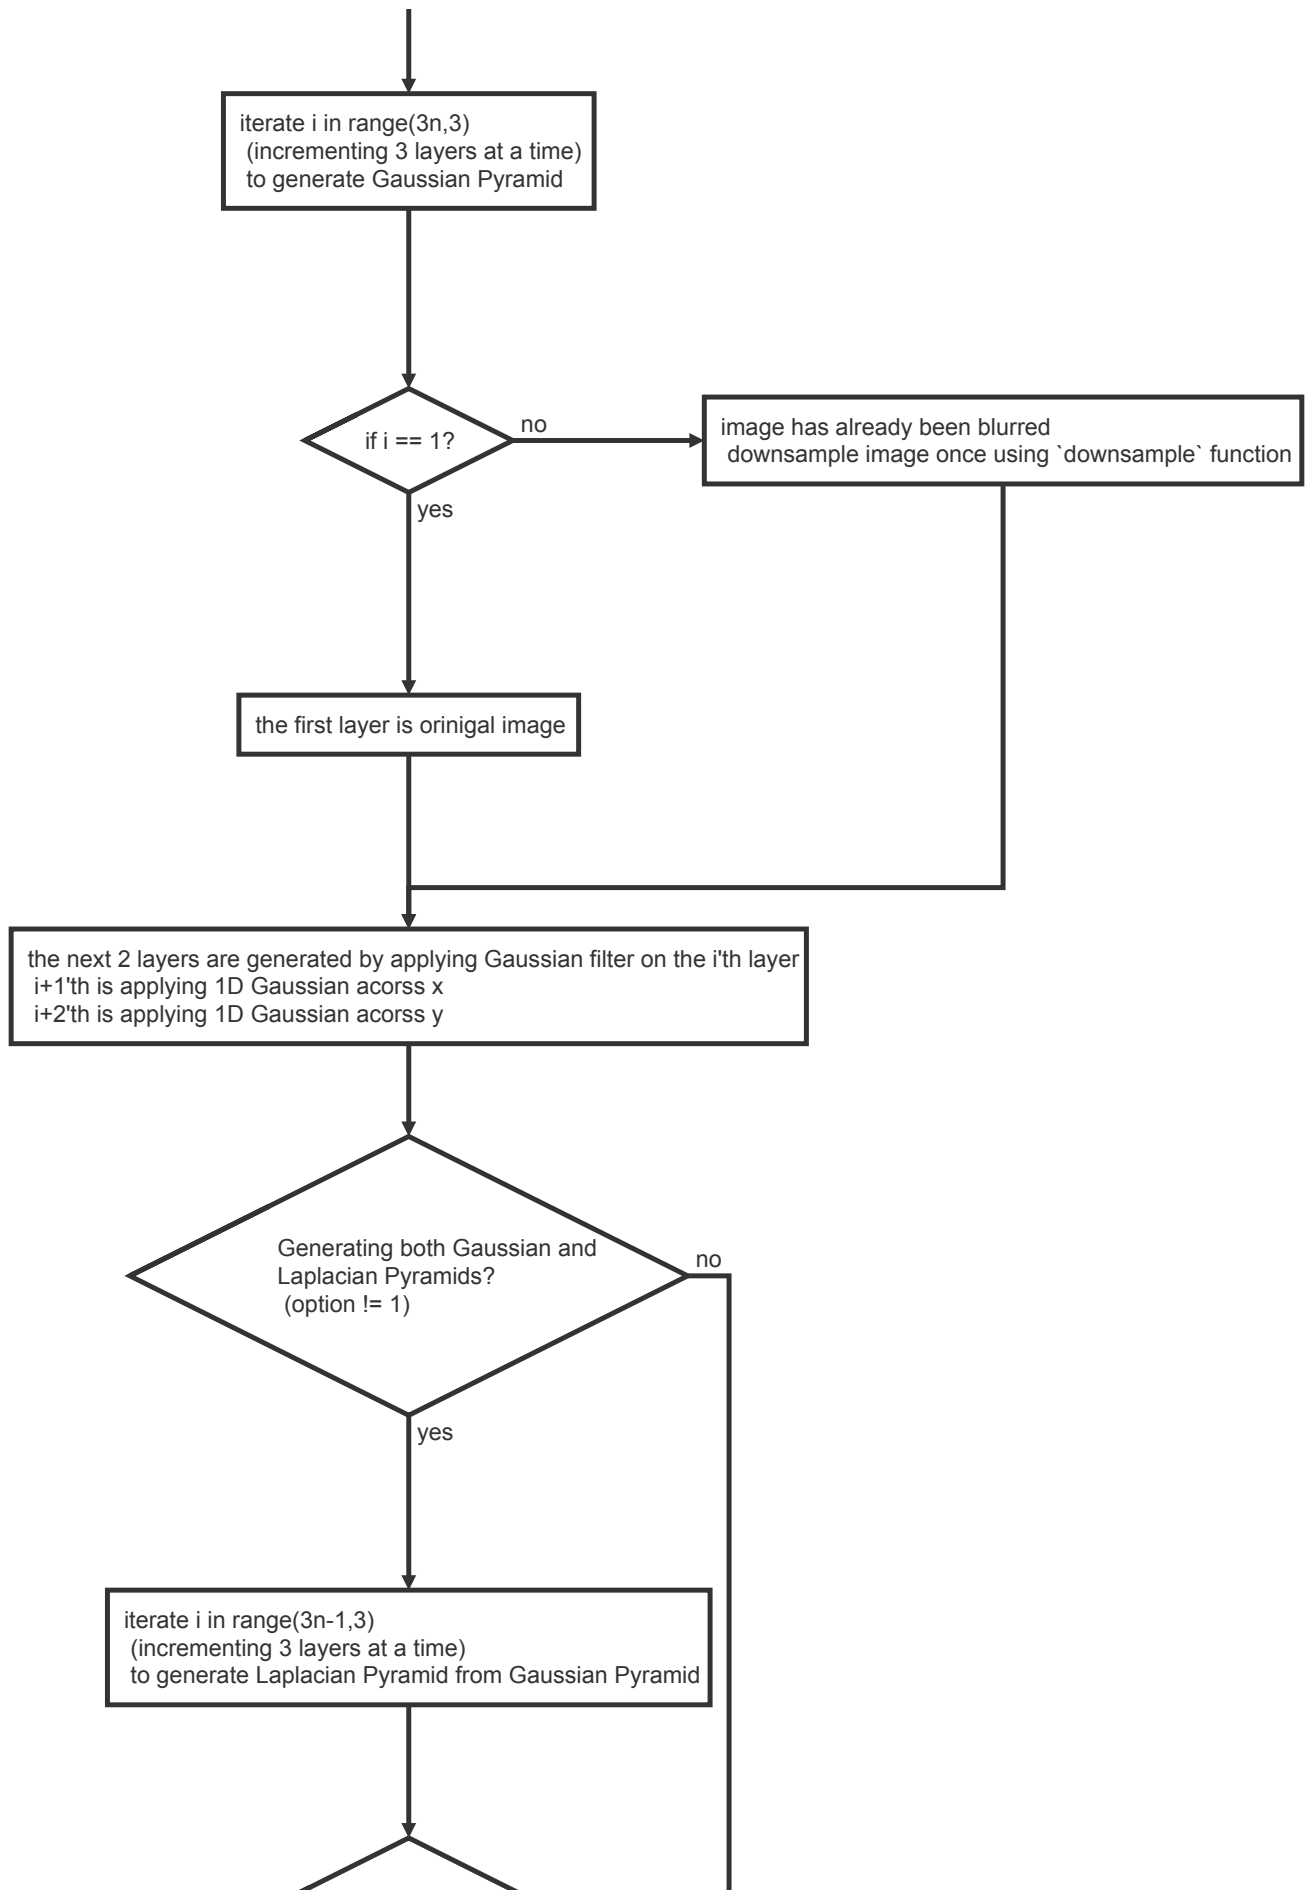 iterate i in range(3n,3)
(incrementing 3 layers at a time)
to generate Gaussian Pyramid
if i == 1?
no
image has already been blurred
downsample image once using `downsample` function
yes
the first layer is orinigal image
the next 2 layers are generated by applying Gaussian filter on the i'th layer
i+1'th is applying 1D Gaussian acorss x
i+2'th is applying 1D Gaussian acorss y
Generating both Gaussian and
Laplacian Pyramids?
(option != 1)
no
yes
iterate i in range(3n-1,3)
(incrementing 3 layers at a time)
to generate Laplacian Pyramid from Gaussian Pyramid